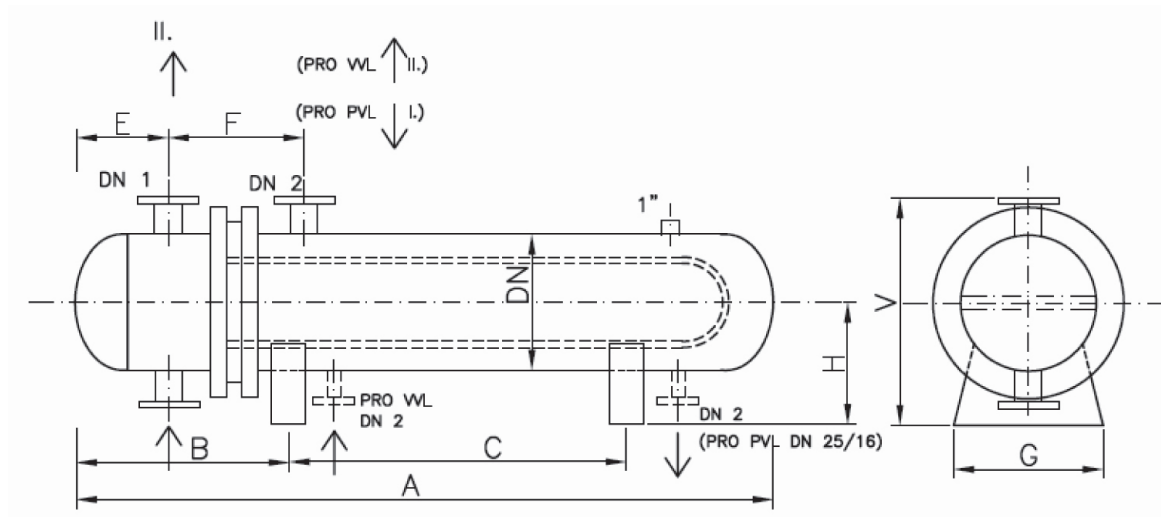 II.
(PRO VVL II.)
(PRO PVL I.)
E
F
DN 1
DN 2
1"
DN
V
H
PRO VVL
DN 2
DN 2
(PRO PVL DN 25/16)
B
C
G
A